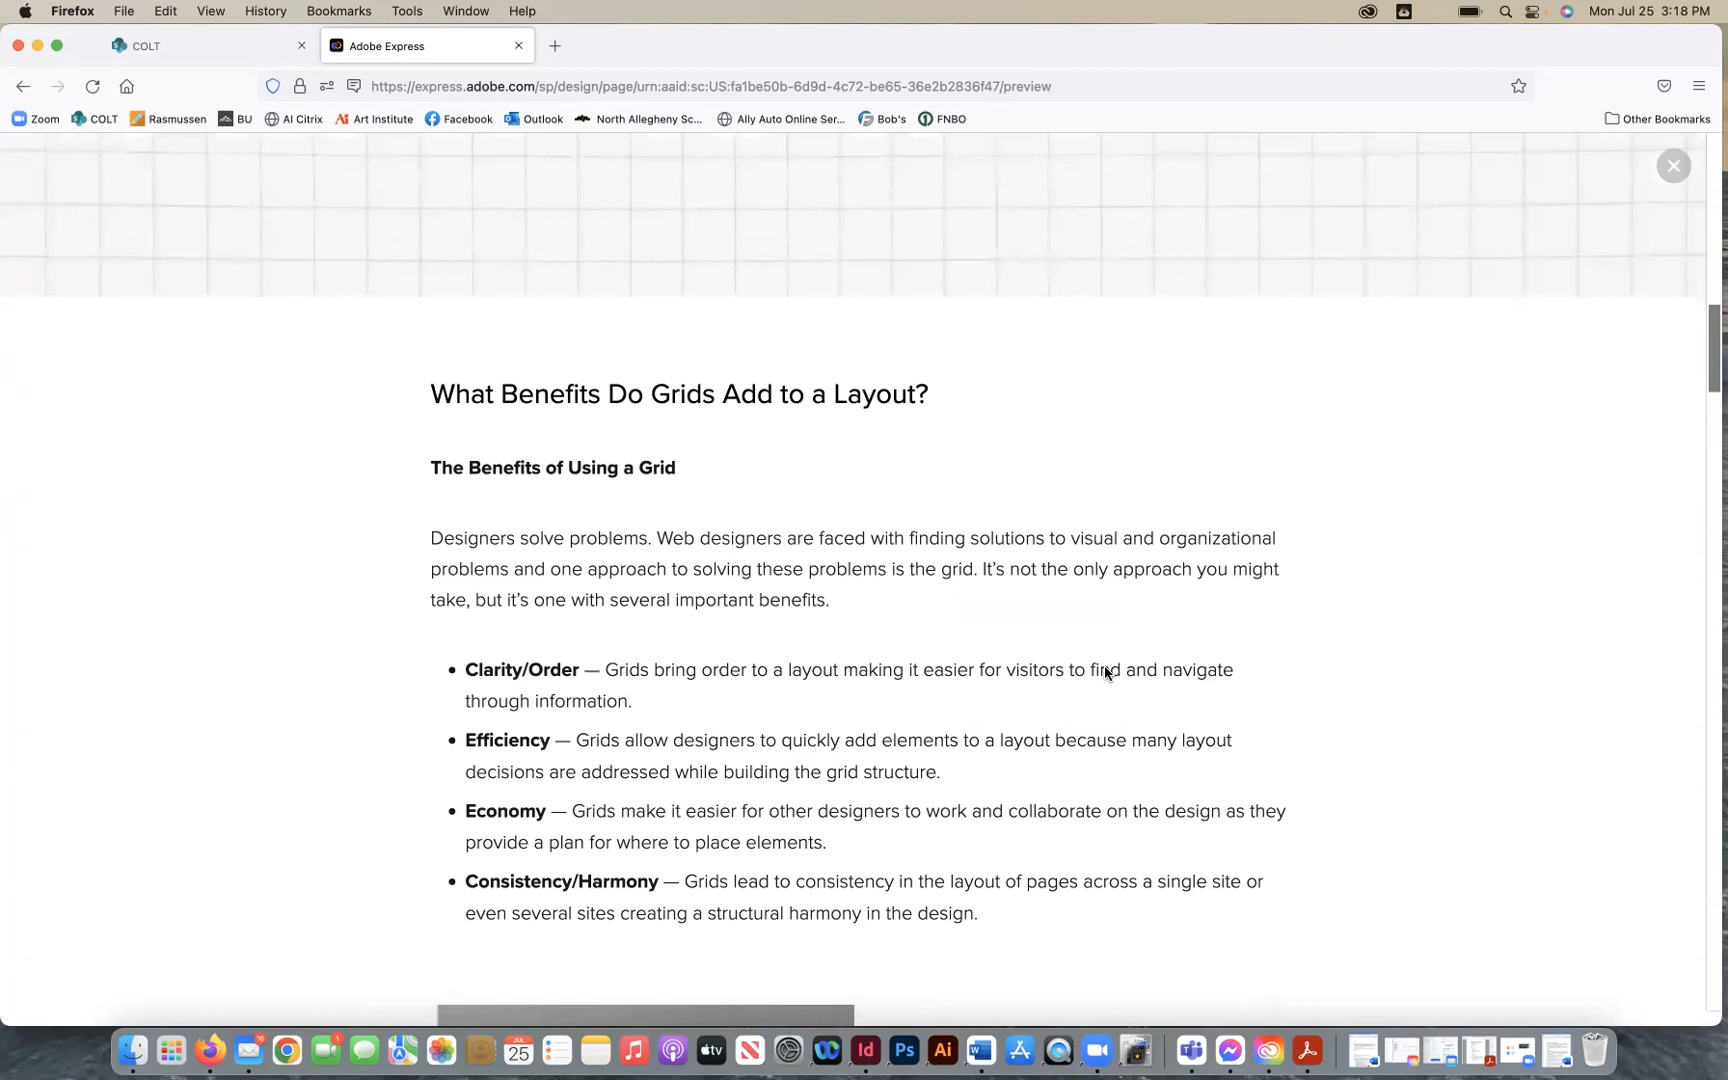 Firefox File Edit View History Bookmarks Tools Window Help Mon Jul 25 3:18 PM
COLT Adobe Express
https://express.adobe.com/sp/design/page/urn:aaid:sc:US:fa1be50b-6d9d-4c72-be65-36e2b2836f47/preview
Zoom COLT Rasmussen BU AI Citrix Art Institute Facebook Outlook North Allegheny Sc... Ally Auto Online Ser... Bob's FNBO Other Bookmarks
What Benefits Do Grids Add to a Layout?
The Benefits of Using a Grid
Designers solve problems. Web designers are faced with finding solutions to visual and organizational
problems and one approach to solving these problems is the grid. It’s not the only approach you might
take, but it’s one with several important benefits.
• Clarity/Order — Grids bring order to a layout making it easier for visitors to find and navigate
through information.
• Efficiency — Grids allow designers to quickly add elements to a layout because many layout
decisions are addressed while building the grid structure.
• Economy — Grids make it easier for other designers to work and collaborate on the design as they
provide a plan for where to place elements.
• Consistency/Harmony — Grids lead to consistency in the layout of pages across a single site or
even several sites creating a structural harmony in the design.
JUL
25 tv Id Ps Ai